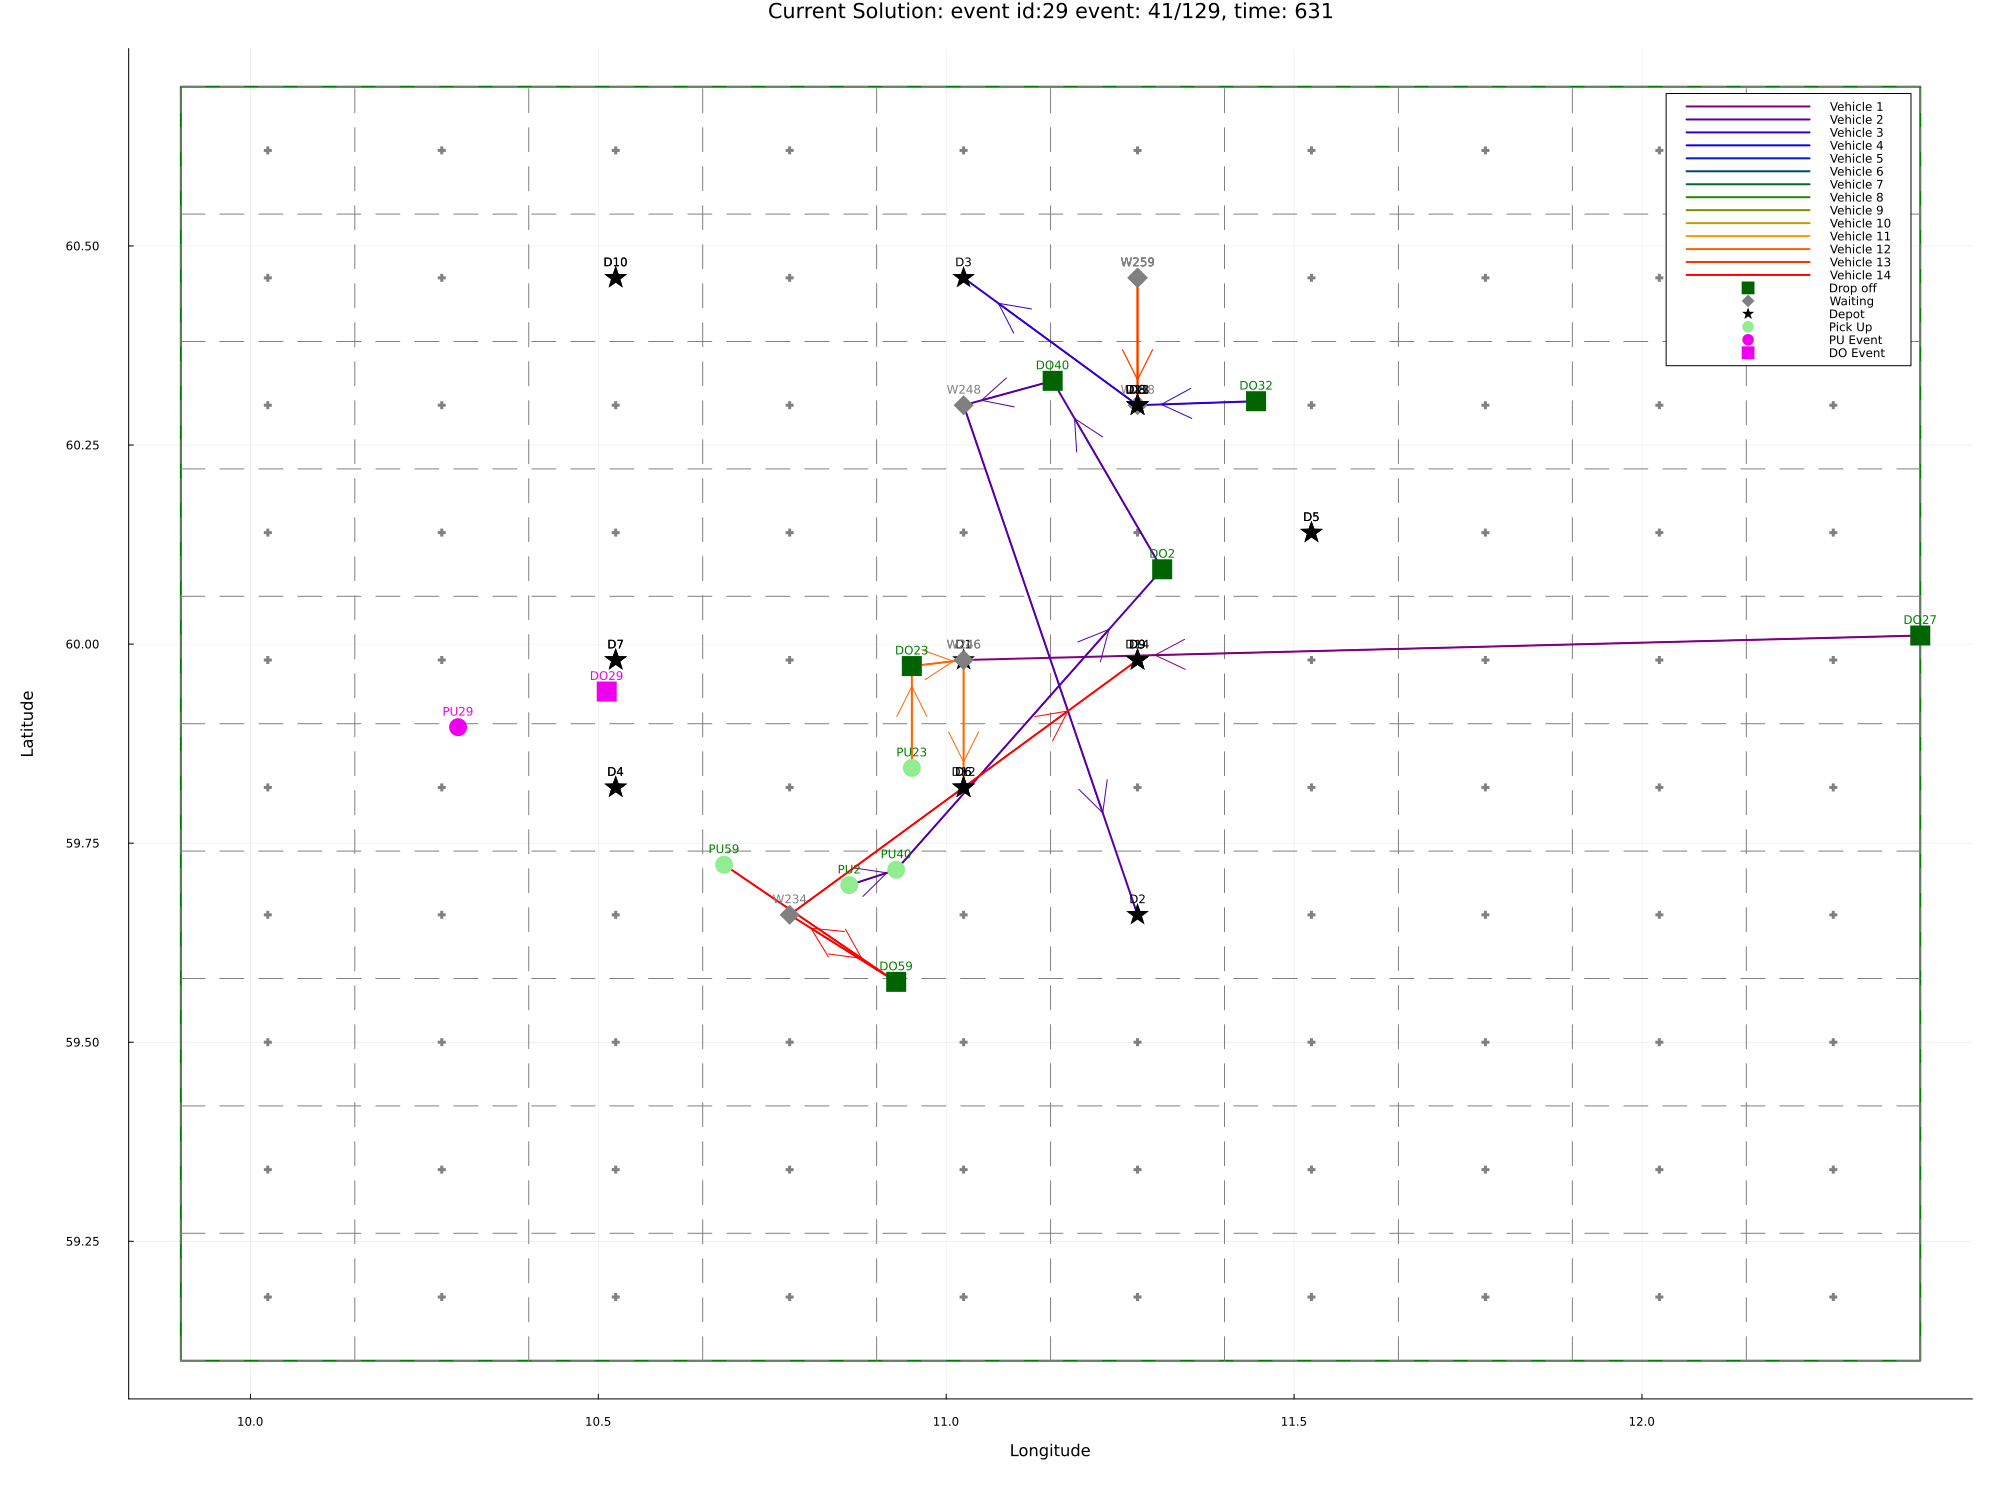 Current Solution: event id:29 event: 41/129, time: 631
Vehicle 1
Vehicle 2
Vehicle 3
Vehicle 4
Vehicle 5
Vehicle 6
Vehicle 7
Vehicle 8
Vehicle 9
Vehicle 10
Vehicle 11
Vehicle 12
Vehicle 13
Vehicle 14
Drop off
Waiting
Depot
Pick Up
PU Event
DO Event
60.50
D10
D3
W259
DO40
W248
DO32
60.25
D5
DO2
60.00
DO27
D7
DO23
D9
DO29
PU29
PU23
D4
D6
59.75
PU59
PU40
PU2
W234
D2
DO59
59.50
59.25
10.0
10.5
11.0
11.5
12.0
Longitude
Latitude